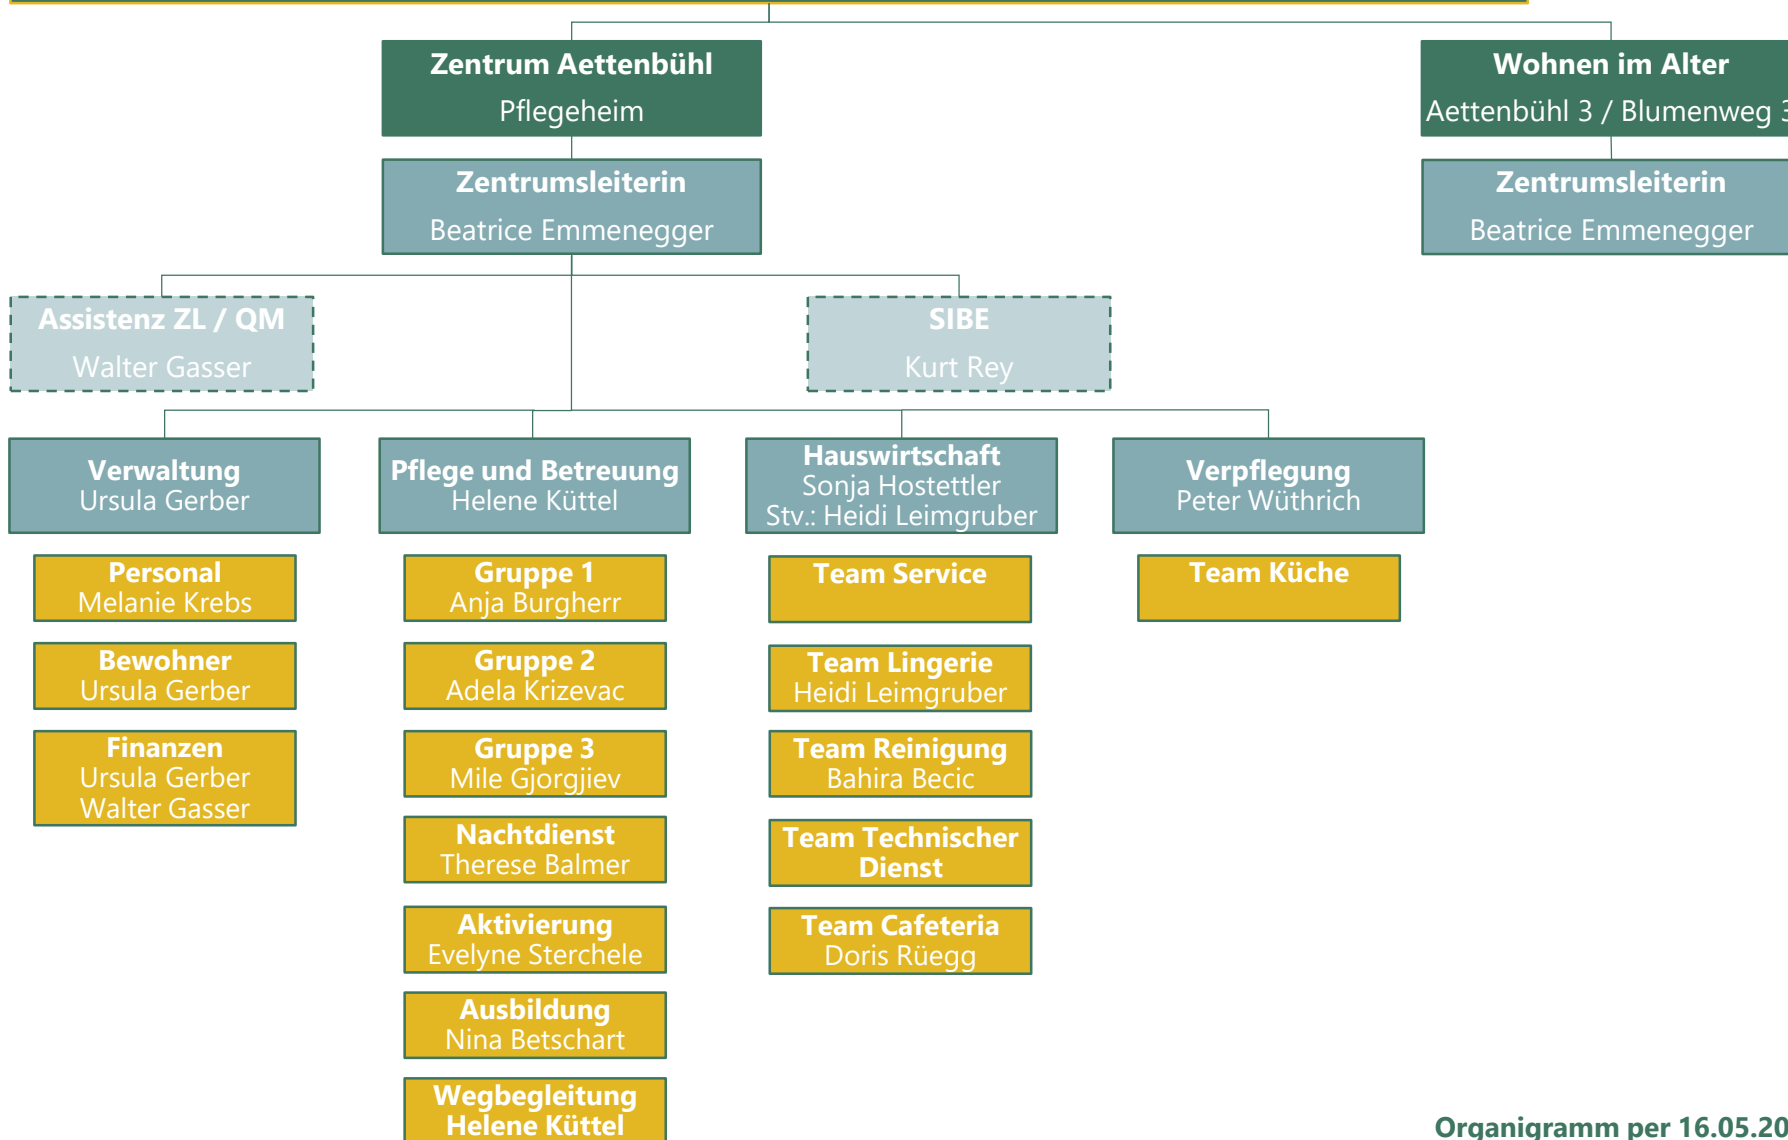 Zentrum Aettenbühl
Pflegeheim
Wohnen im Alter
Aettenbühl 3 / Blumenweg 3
Zentrumsleiterin
Beatrice Emmenegger
Zentrumsleiterin
Beatrice Emmenegger
Assistenz ZL / QM
Walter Gasser
SIBE
Kurt Rey
Verwaltung
Ursula Gerber
Pflege und Betreuung
Helene Küttel
Hauswirtschaft
Sonja Hostettler
Stv.: Heidi Leimgruber
Verpflegung
Peter Wüthrich
Personal
Melanie Krebs
Bewohner
Ursula Gerber
Finanzen
Ursula Gerber
Walter Gasser
Gruppe 1
Anja Burgherr
Gruppe 2
Adela Krizevac
Gruppe 3
Mile Gjorgjiev
Nachtdienst
Therese Balmer
Aktivierung
Evelyne Sterchele
Ausbildung
Nina Betschart
Wegbegleitung
Helene Küttel
Team Service
Team Lingerie
Heidi Leimgruber
Team Reinigung
Bahira Becic
Team Technischer
Dienst
Team Cafeteria
Doris Rüegg
Team Küche
Organigramm per 16.05.20